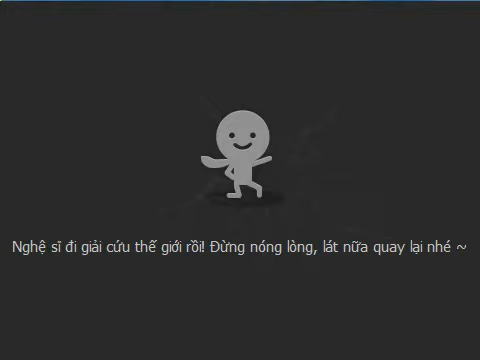 Nghệ sĩ đi giải cứu thế giới rồi! Đừng nóng lòng, lát nữa quay lại nhé ~